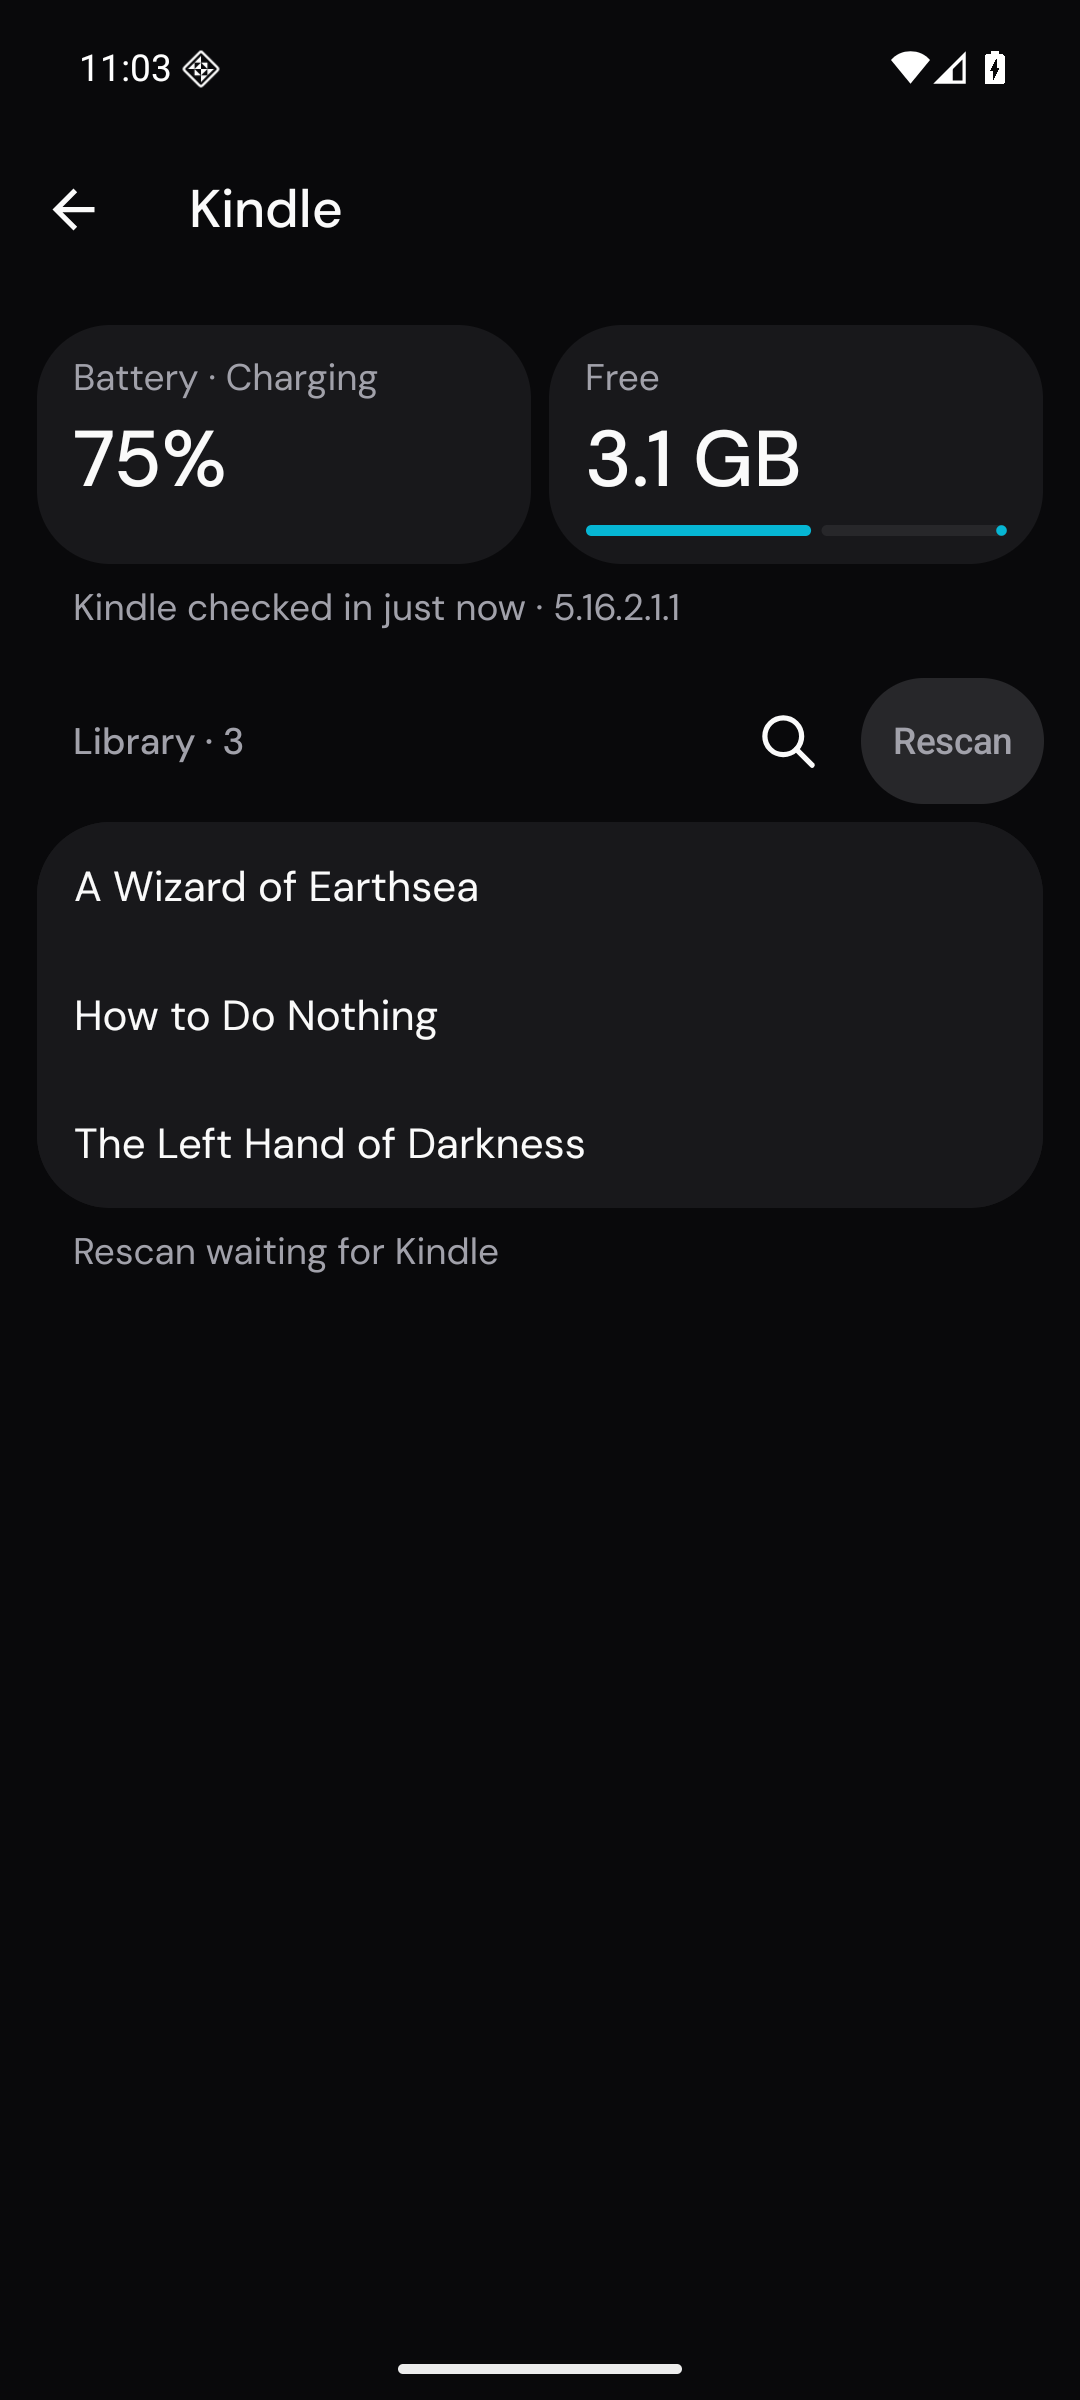 11:03
Kindle
Battery · Charging
75%
Free
3.1 GB
Kindle checked in just now · 5.16.2.1.1
Library · 3
Rescan
A Wizard of Earthsea
How to Do Nothing
The Left Hand of Darkness
Rescan waiting for Kindle